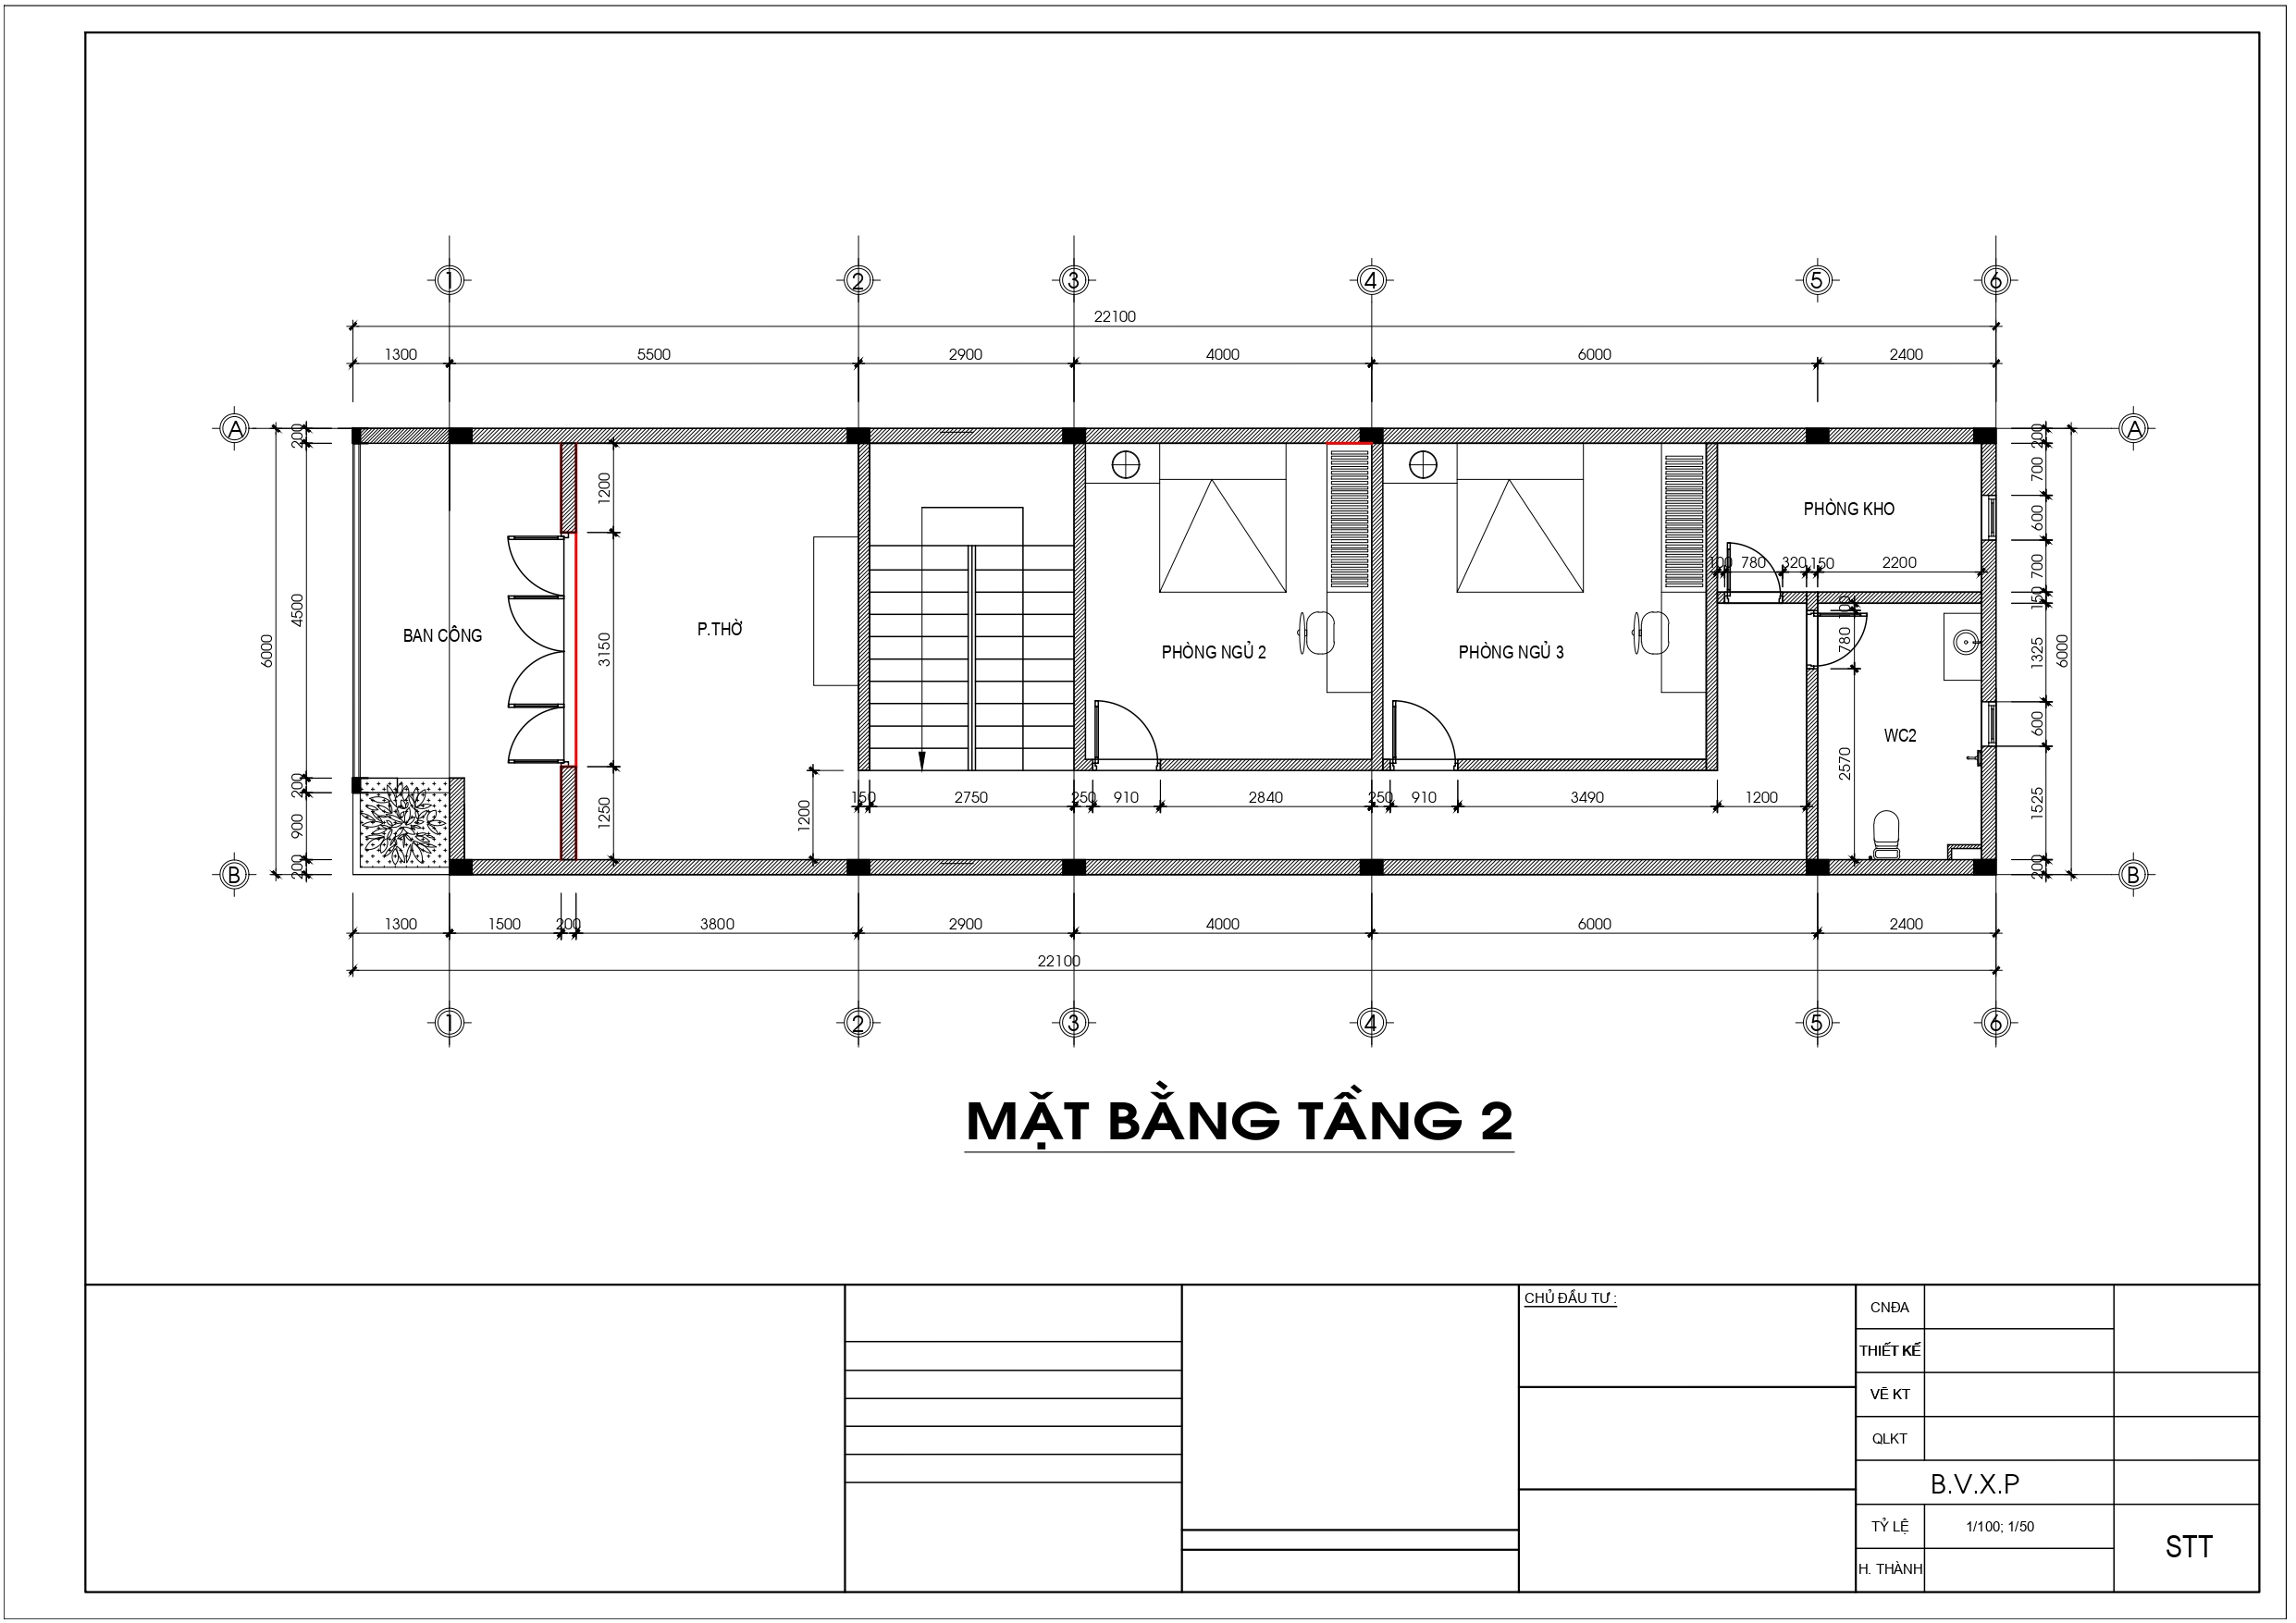 1 2 3 4 5 6
22100
1300 5500 2900 4000 6000 2400
A A
200 200
1200 700
PHÒNG KHO
600
100 780 320 150 2200
700
4500 150
100
6000 BAN CÔNG P.THỜ 3150 PHÒNG NGỦ 2 PHÒNG NGỦ 3 780 1325 6000
WC2 600
2570
200
150 2750 250 910 2840 250 910 3490 1200
900 1250 1200 1525
200 200
B B
1300 1500 200 3800 2900 4000 6000 2400
22100
1 2 3 4 5 6
MẶT BẰNG TẦNG 2
CHỦ ĐẦU TƯ :
CNĐA
THIẾT KẾ
VẼ KT
QLKT
B.V.X.P
TỶ LỆ 1/100; 1/50
STT
H. THÀNH